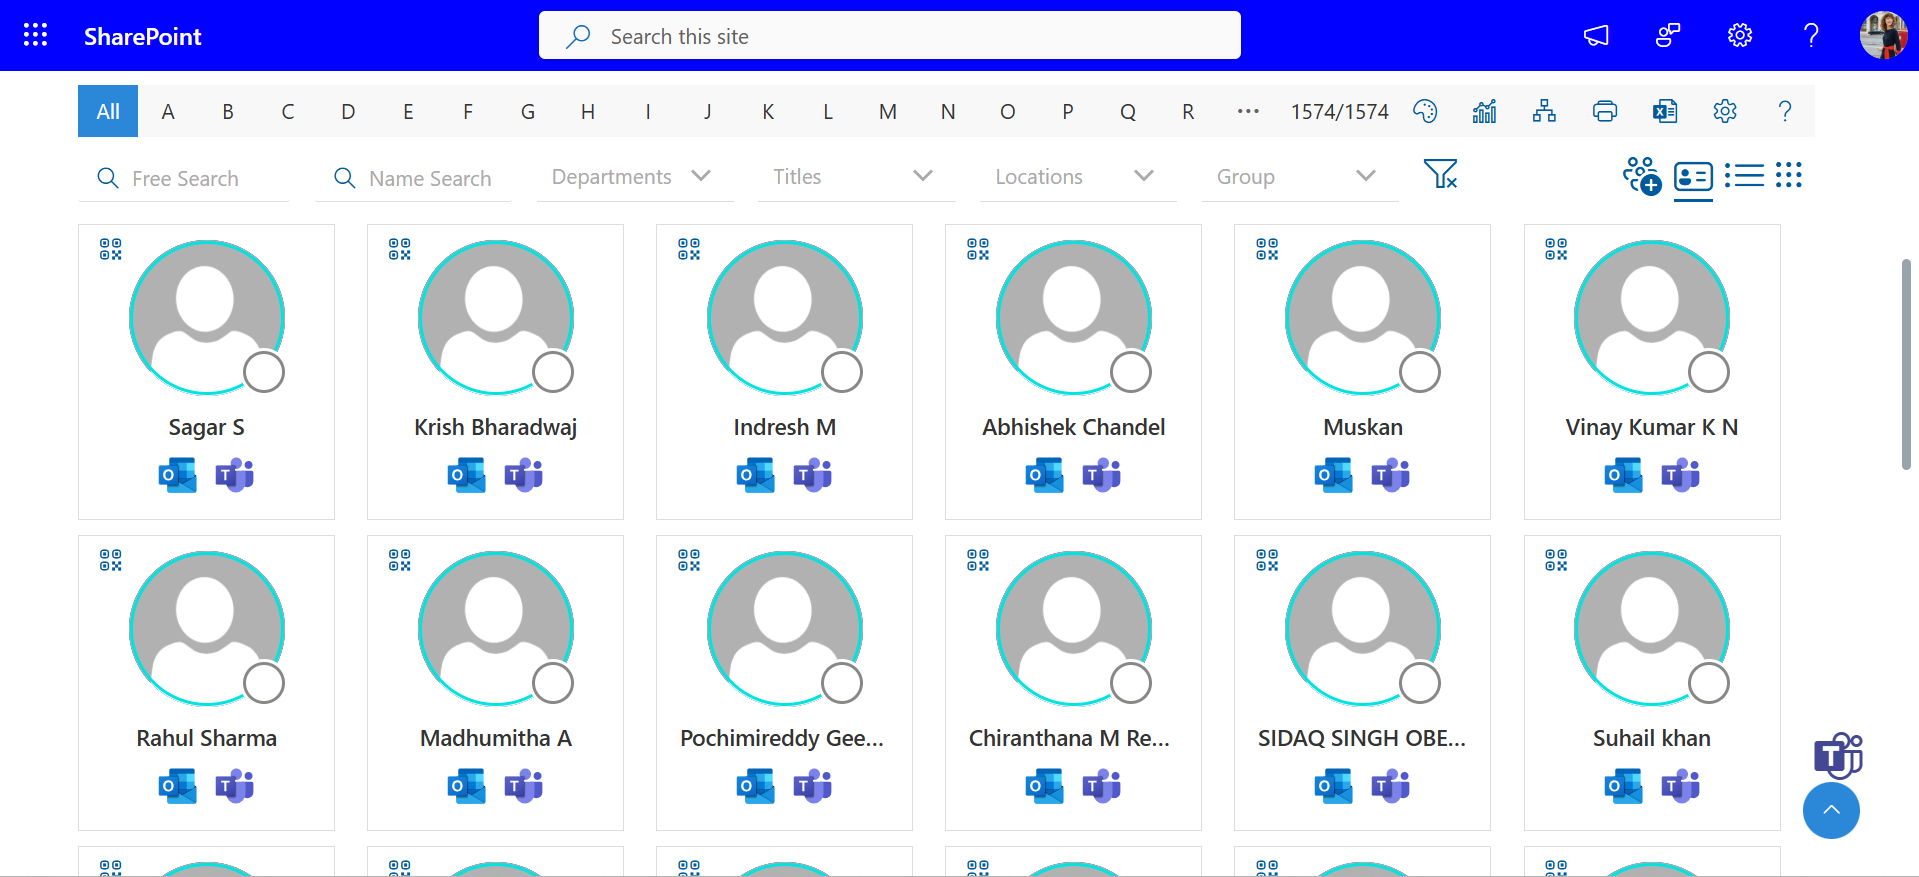 SharePoint Search this site ?
All A B C D E F G H I J K L M N O P Q R ... 1574/1574 ?
Free Search Name Search Departments Titles Locations Group
Sagar S Krish Bharadwaj Indresh M Abhishek Chandel Muskan Vinay Kumar K N
Rahul Sharma Madhumitha A Pochimireddy Gee... Chiranthana M Re... SIDAQ SINGH OBE... Suhail khan